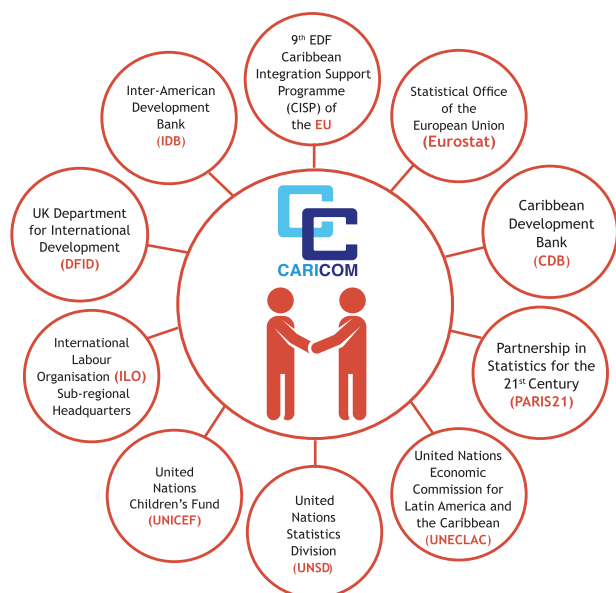 9th EDF
Caribbean
Integration Support
Programme
(CISP) of
the EU
Statistical Office
of the
European Union
(Eurostat)
Caribbean
Development
Bank
(CDB)
Partnership in
Statistics for the
21st Century
(PARIS21)
United Nations
Economic
Commission for
Latin America and
the Caribbean
(UNECLAC)
United
Nations
Statistics
Division
(UNSD)
United
Nations
Children's Fund
(UNICEF)
International
Labour
Organisation (ILO)
Sub-regional
Headquarters
UK Department
for International
Development
(DFID)
Inter-American
Development
Bank
(IDB)
CARICOM